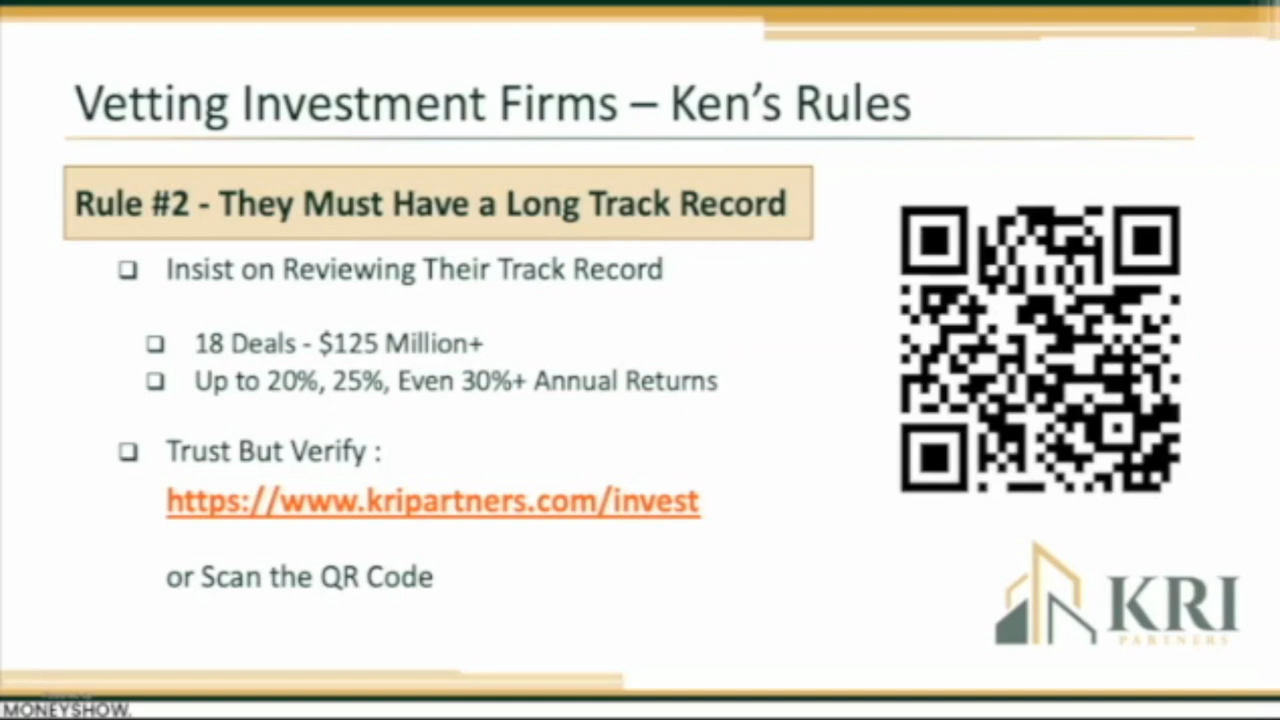 Vetting Investment Firms – Ken's Rules
Rule #2 - They Must Have a Long Track Record
Insist on Reviewing Their Track Record
18 Deals - $125 Million+
Up to 20%, 25%, Even 30%+ Annual Returns
Trust But Verify :
https://www.kripartners.com/invest
or Scan the QR Code
KRI
PARTNERS
MONEYSHOW.